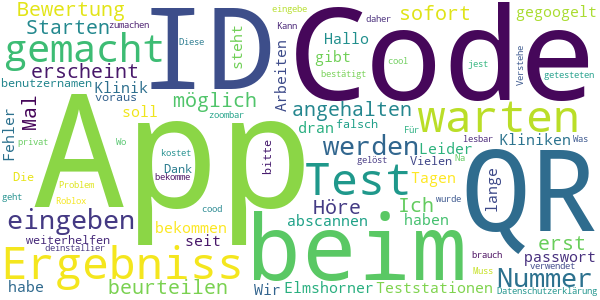 Bewertung zumachen ID Code eingebe daher sofort gegoogelt
Starten Diese steht Hallo Kann cool
gemacht gibt Arbeiten jest Verstehe getesteten
erscheint Klinik bestätigt
benutzernamen voraus möglich angehalten warten
Fehler Mal App zoombar dran falsch Für lesbar Kliniken Was
soll werden gelöst Leider Vielen Na QR
privat Wo Test Tagen
Die kostet Dank bitte Ich lange
geht Problem bekomme Höre wurde
eingeben Roblox cood beim haben erst
weiterhelfen bekommen abscannen brauch passwort
deinstallier seit Muss verwendet
Ergebniss Wir Elmshorner Nummer
habe beurteilen Teststationen Datenschutzerklärung